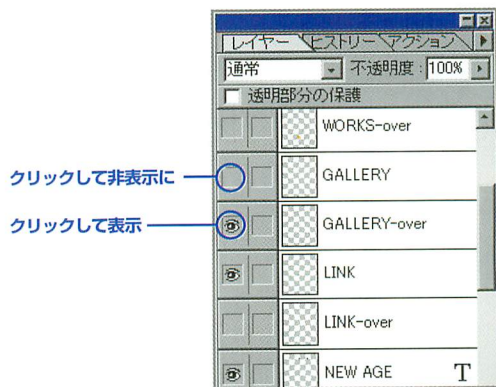 レイヤー ヒストリー アクション
通常 不透明度: 100%
透明部分の保護
WORKS-over
クリックして非表示に GALLERY
クリックして表示 GALLERY-over
LINK
LINK-over
NEW AGE T